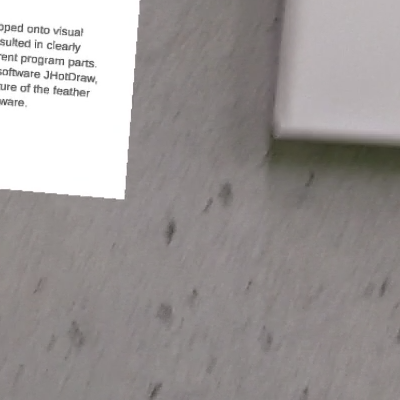 pped onto visual
sulted in clearly
rent program parts.
software JHotDraw,
ure of the feather
ware.